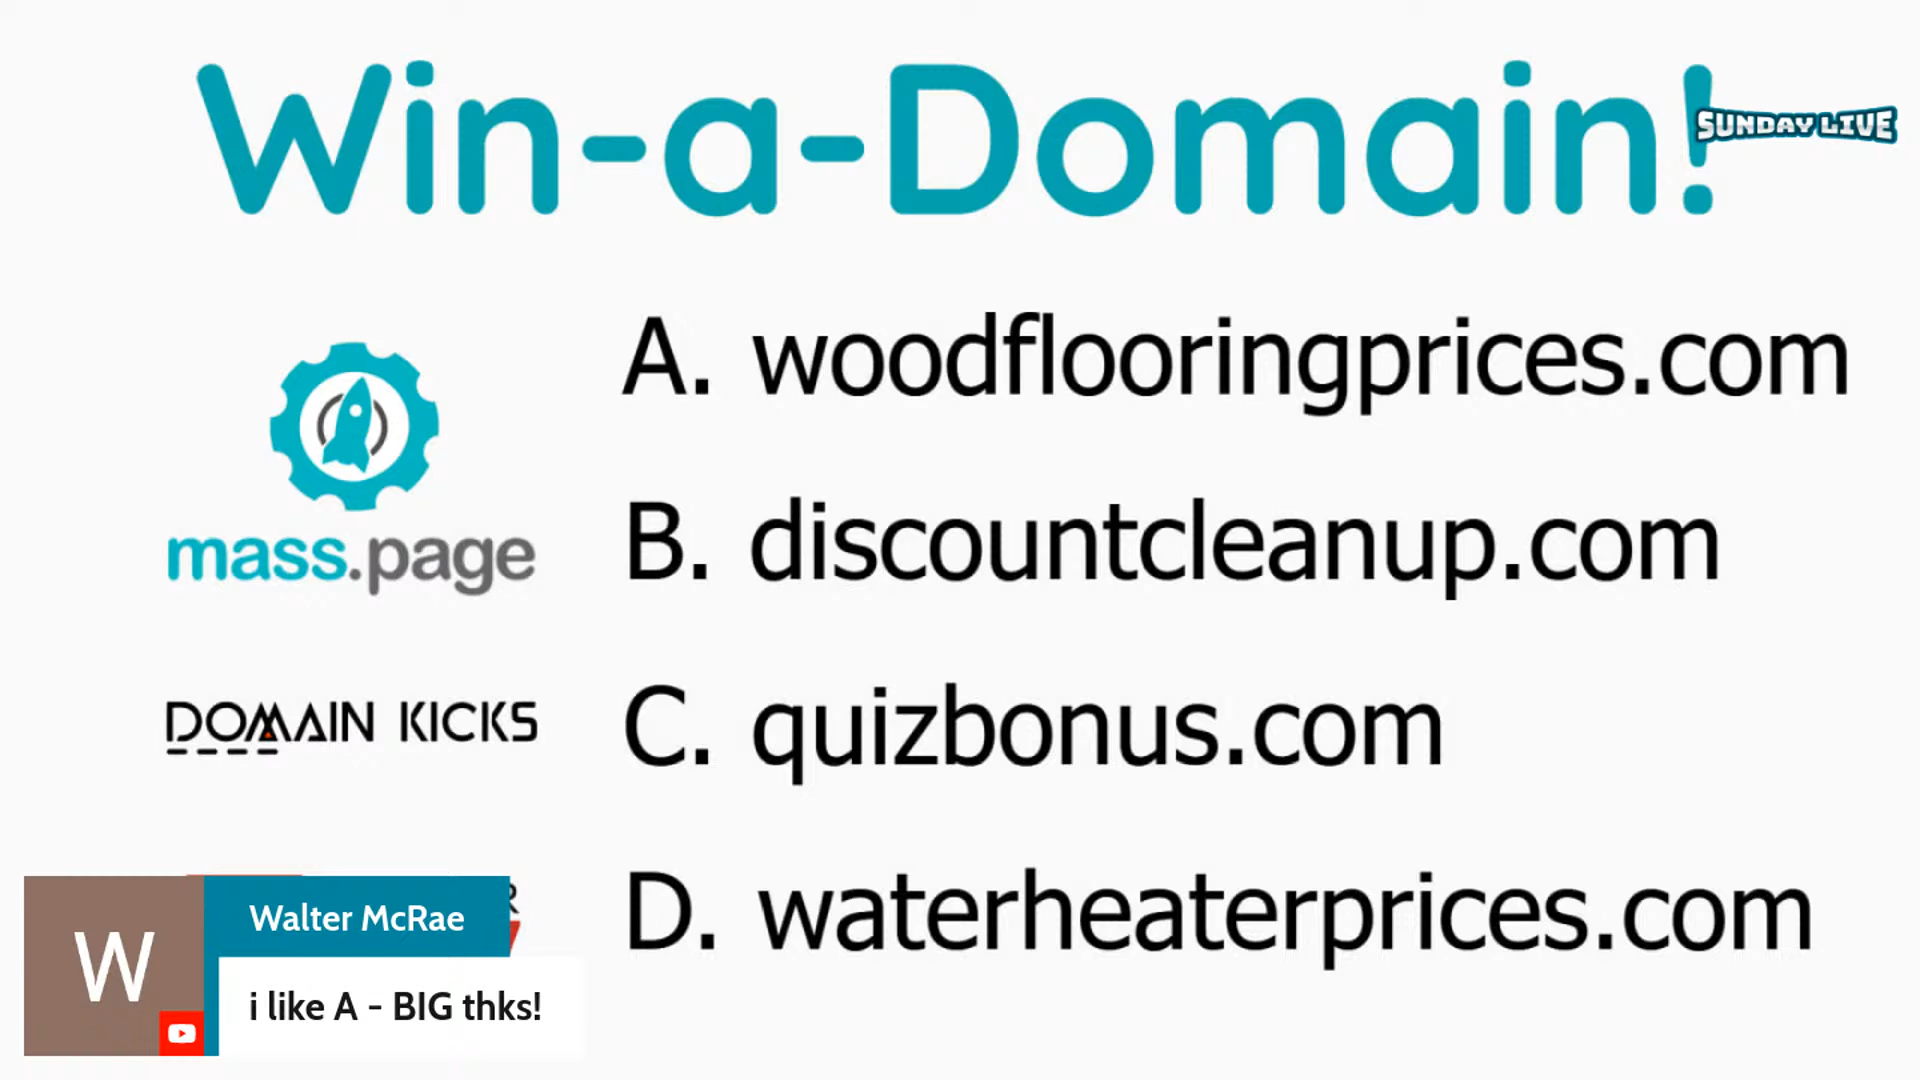 Win-a-Domain!
SUNDAY LIVE
A. woodflooringprices.com
mass.page
B. discountcleanup.com
DOMAIN KICKS
C. quizbonus.com
D. waterheaterprices.com
W
Walter McRae
i like A - BIG thks!